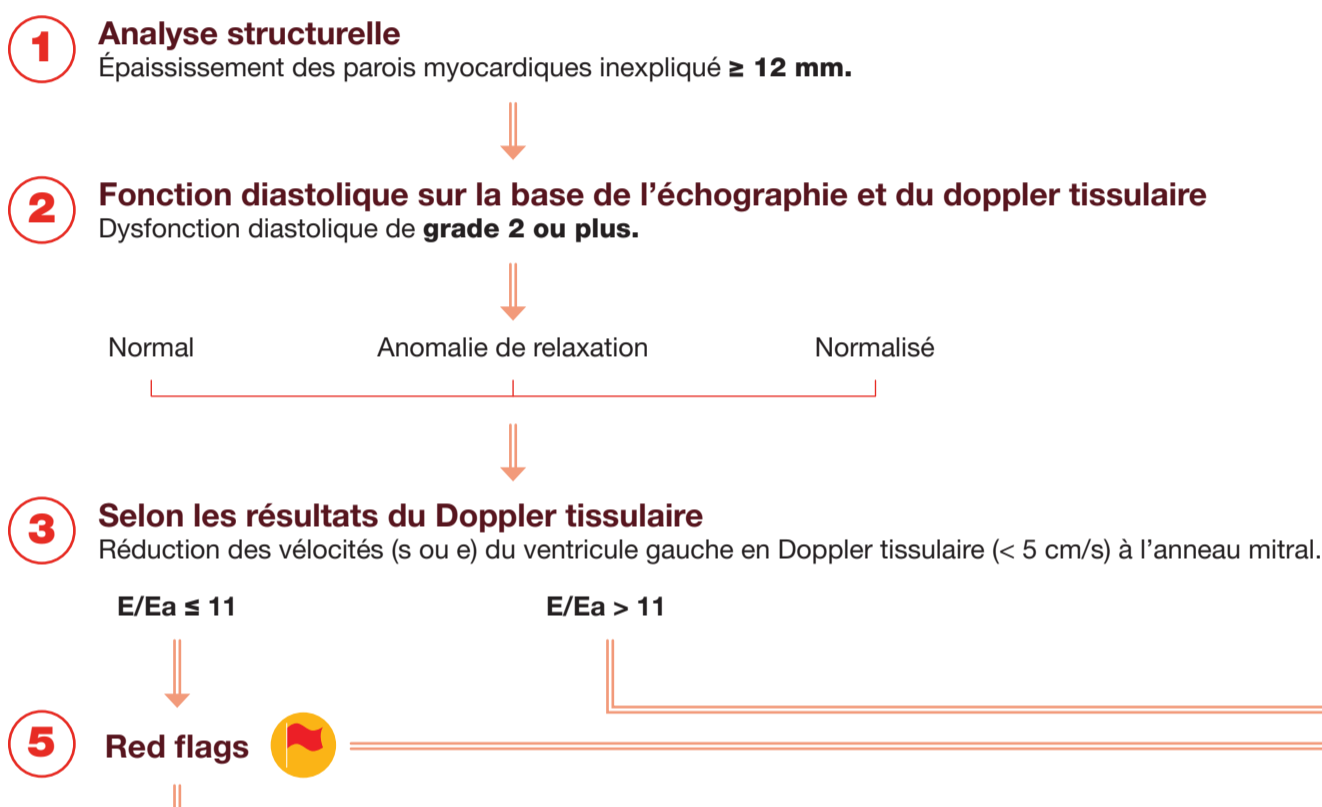 1
Analyse structurelle
Épaississement des parois myocardiques inexpliqué ≥ 12 mm.
2
Fonction diastolique sur la base de l’échographie et du doppler tissulaire
Dysfonction diastolique de grade 2 ou plus.
Normal Anomalie de relaxation Normalisé
3
Selon les résultats du Doppler tissulaire
Réduction des vélocités (s ou e) du ventricule gauche en Doppler tissulaire (< 5 cm/s) à l’anneau mitral.
E/Ea ≤ 11 E/Ea > 11
5
Red flags